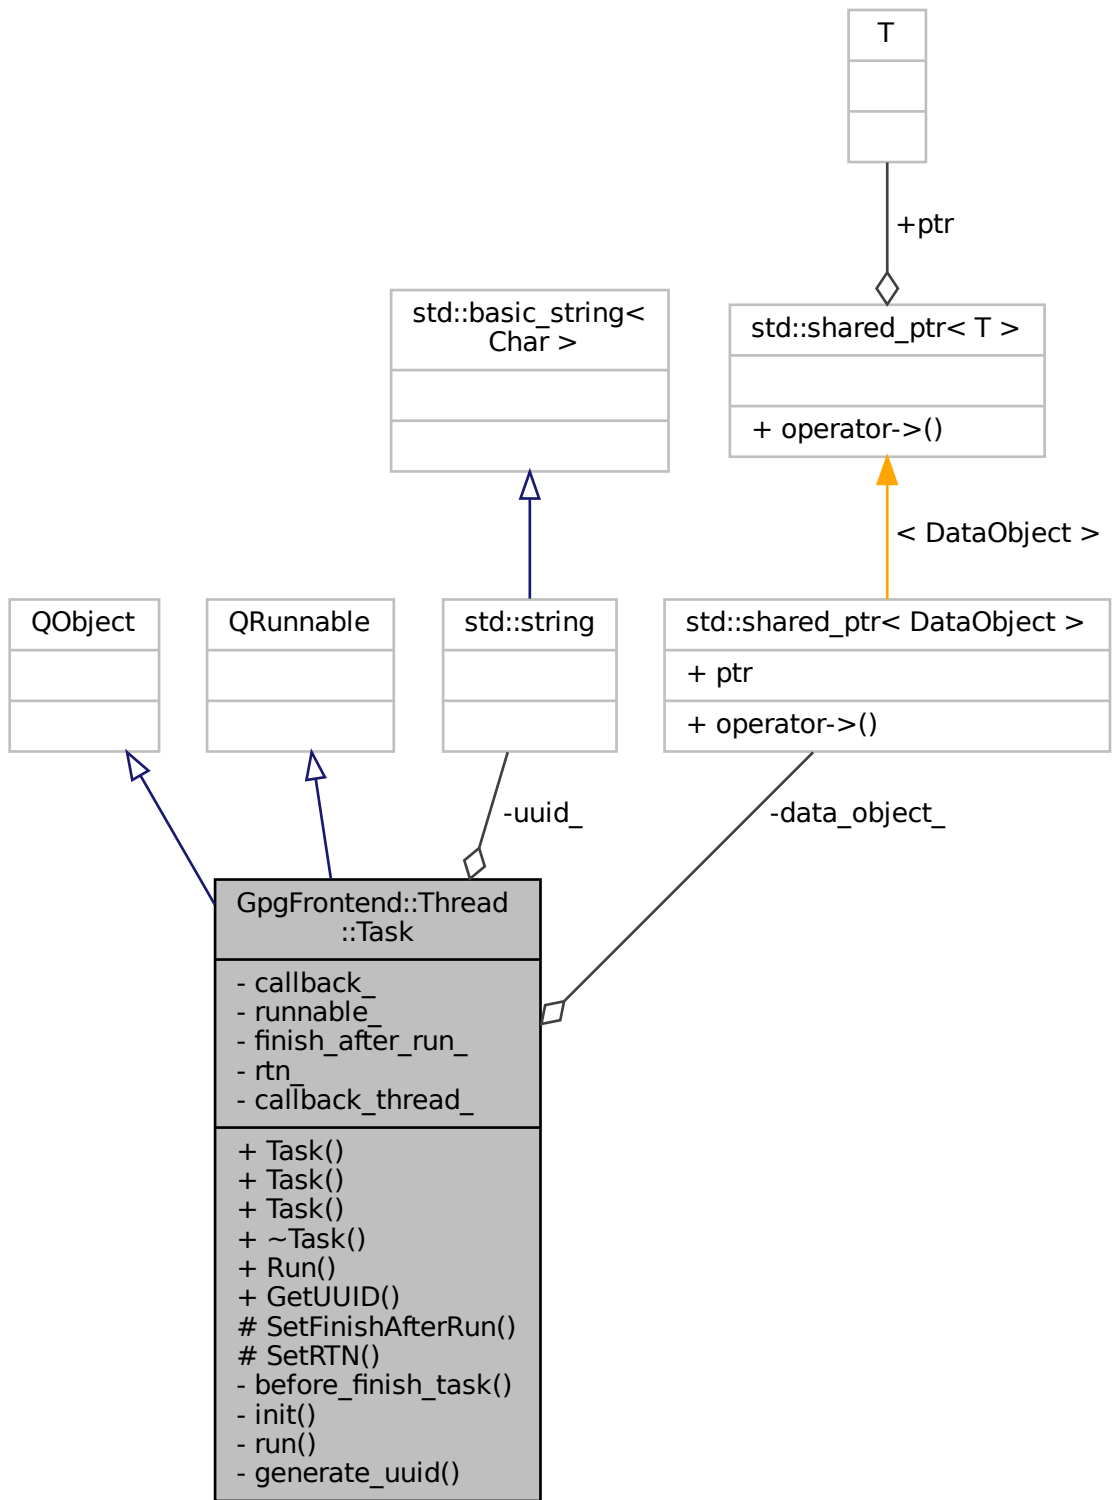 T
+ptr
std::basic_string<
Char >
std::shared_ptr< T >
+ operator->()
< DataObject >
QObject
QRunnable
std::string
std::shared_ptr< DataObject >
+ ptr
+ operator->()
-uuid_
-data_object_
GpgFrontend::Thread
::Task
- callback_
- runnable_
- finish_after_run_
- rtn_
- callback_thread_
+ Task()
+ Task()
+ Task()
+ ~Task()
+ Run()
+ GetUUID()
# SetFinishAfterRun()
# SetRTN()
- before_finish_task()
- init()
- run()
- generate_uuid()